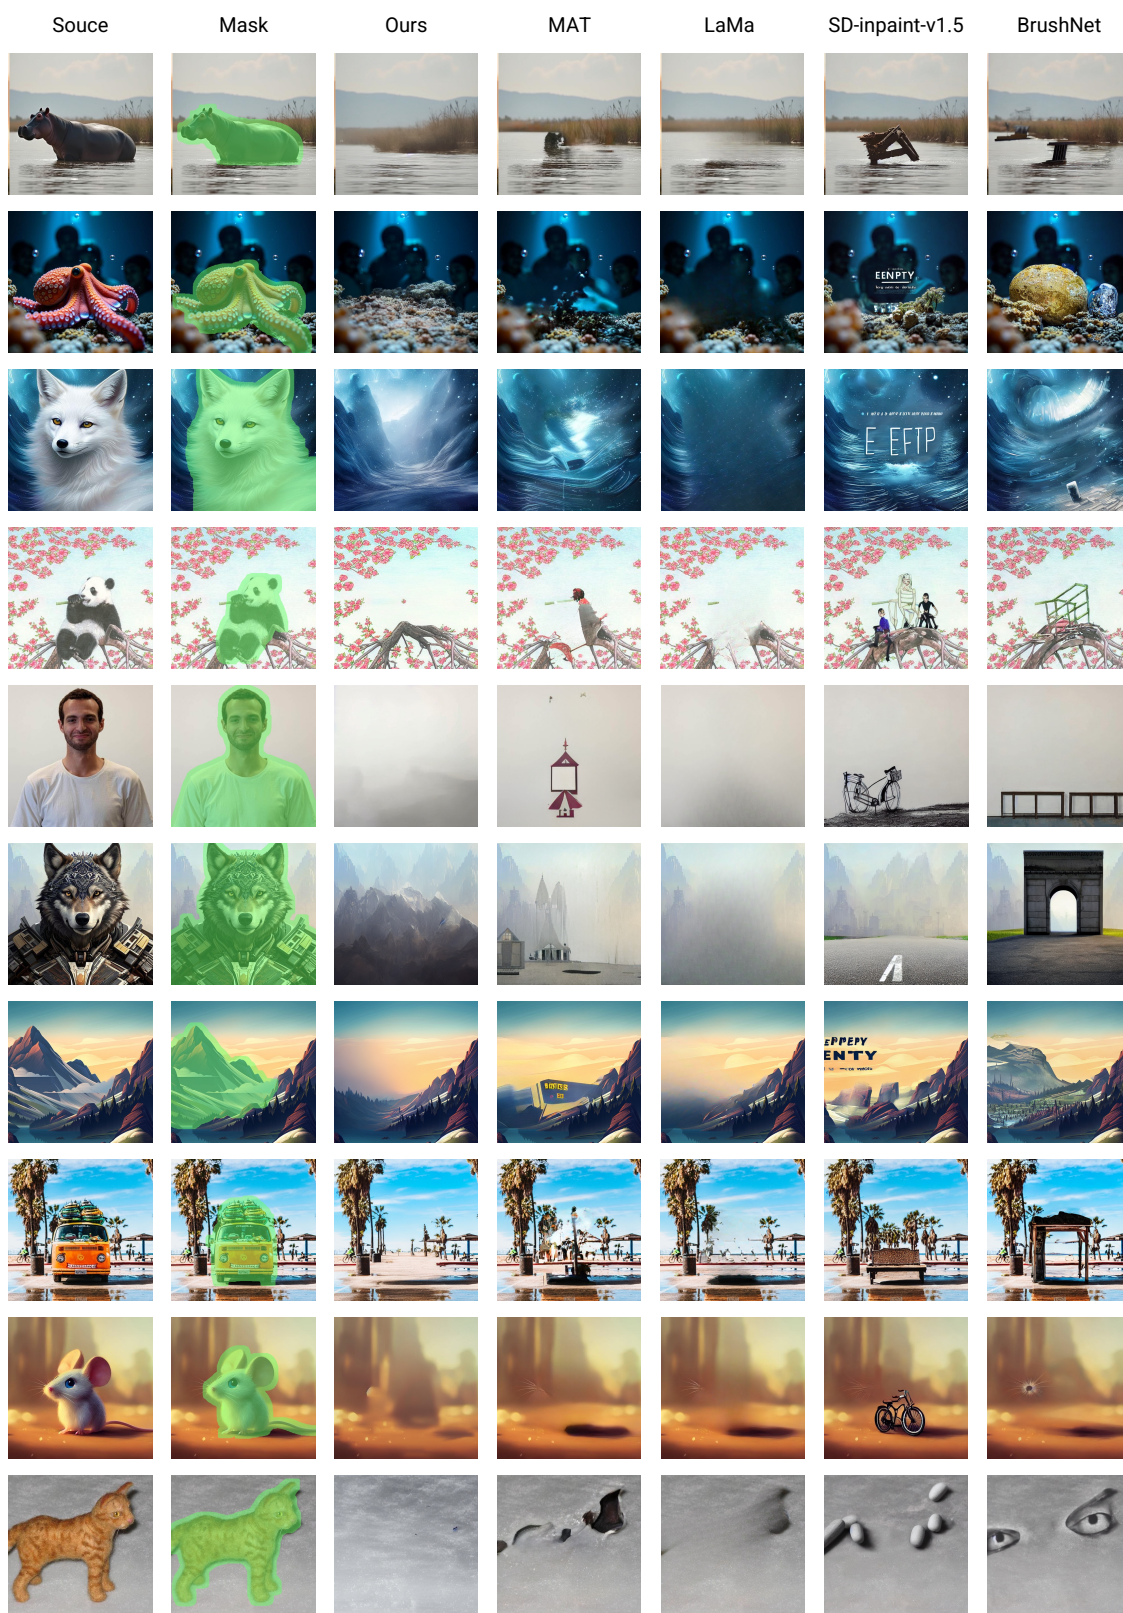 Souce Mask Ours MAT LaMa SD-inpaint-v1.5 BrushNet
EENPTY
E EFTP
ENTY